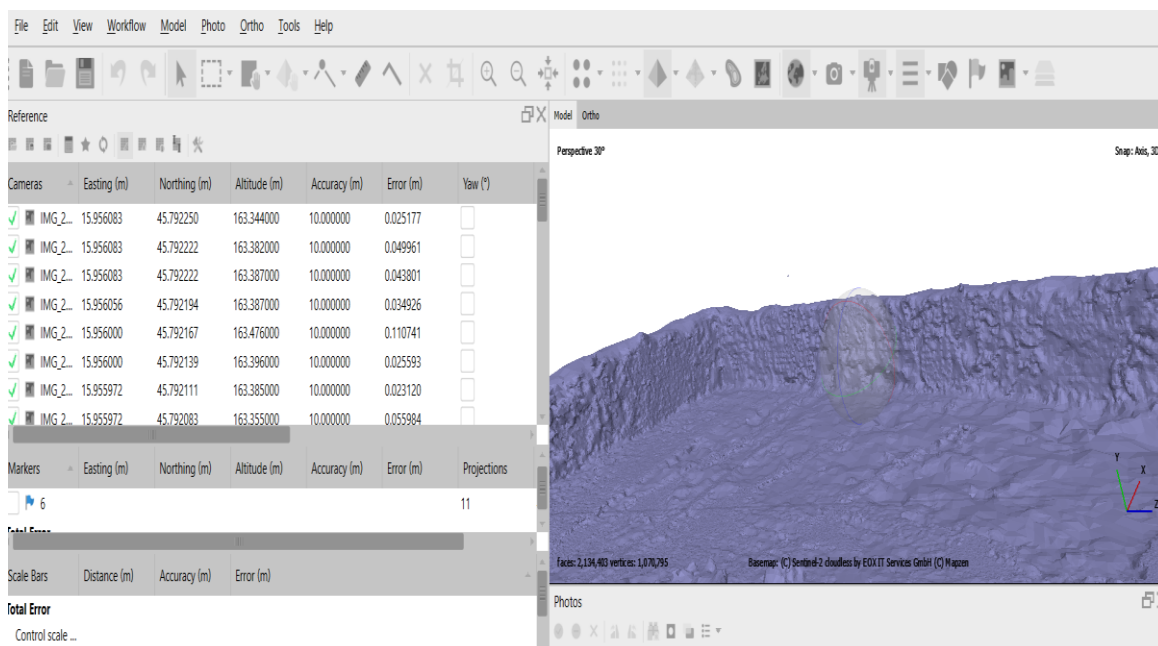 File Edit View Workflow Model Photo Ortho Tools Help
Reference
Cameras Easting (m) Northing (m) Altitude (m) Accuracy (m) Error (m) Yaw (°)
IMG_2... 15.956083 45.792250 163.344000 10.000000 0.025177
IMG_2... 15.956083 45.792222 163.382000 10.000000 0.049961
IMG_2... 15.956083 45.792222 163.387000 10.000000 0.043801
IMG_2... 15.956056 45.792194 163.387000 10.000000 0.034926
IMG_2... 15.956000 45.792167 163.476000 10.000000 0.110741
IMG_2... 15.956000 45.792139 163.396000 10.000000 0.025593
IMG_2... 15.955972 45.792111 163.385000 10.000000 0.023120
IMG_2... 15.955972 45.792083 163.355000 10.000000 0.055984
Markers Easting (m) Northing (m) Altitude (m) Accuracy (m) Error (m) Projections
6 11
Total Error
Scale Bars Distance (m) Accuracy (m) Error (m)
Total Error
Control scale ...
Model Ortho
Perspective 30°
Snap: Axis, 3D
Y
X
Z
faces: 2,134,403 vertices: 1,070,795
Basemap: (C) Sentinel-2 cloudless by EOX IT Services GmbH (C) Mapzen
Photos